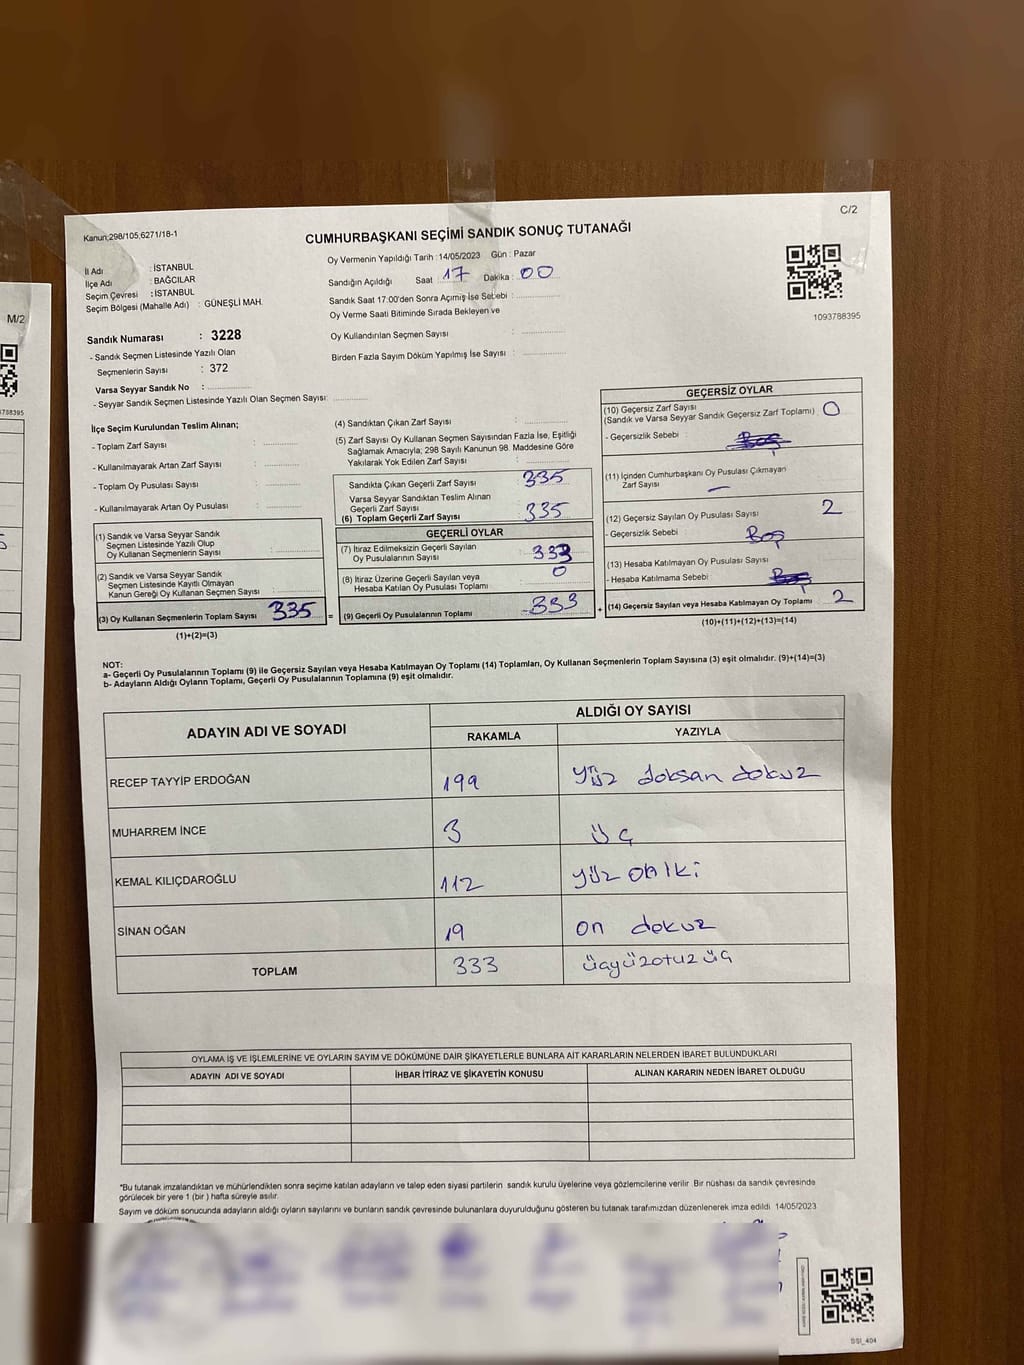 C/2
Kanun;298/105;6271/18-1
CUMHURBAŞKANI SEÇİMİ SANDIK SONUÇ TUTANAĞI
İl Adı : İSTANBUL
İlçe Adı : BAĞCILAR
Seçim Çevresi : İSTANBUL
Seçim Bölgesi (Mahalle Adı) : GÜNEŞLİ MAH.
Oy Vermenin Yapıldığı Tarih :14/05/2023 Gün : Pazar
Sandığın Açıldığı Saat : 17 Dakika : 00
Sandık Saat 17:00'den Sonra Açımış İse Sebebi :
Oy Verme Saati Bitiminde Sırada Bekleyen ve
Oy Kullandırılan Seçmen Sayısı :
Birden Fazla Sayım Döküm Yapılmış İse Sayısı :
1093788395
Sandık Numarası : 3228
- Sandık Seçmen Listesinde Yazılı Olan
Seçmenlerin Sayısı : 372
Varsa Seyyar Sandık No :
- Seyyar Sandık Seçmen Listesinde Yazılı Olan Seçmen Sayısı:
İlçe Seçim Kurulundan Teslim Alınan;
- Toplam Zarf Sayısı :
- Kullanılmayarak Artan Zarf Sayısı :
- Toplam Oy Pusulası Sayısı :
- Kullanılmayarak Artan Oy Pusulası :
(1) Sandık ve Varsa Seyyar Sandık
Seçmen Listesinde Yazılı Olup
Oy Kullanan Seçmenlerin Sayısı :
(2) Sandık ve Varsa Seyyar Sandık
Seçmen Listesinde Kayıtlı Olmayan
Kanun Gereği Oy Kullanan Seçmen Sayısı :
(3) Oy Kullanan Seçmenlerin Toplam Sayısı 335 =
(1)+(2)=(3)
(4) Sandıktan Çıkan Zarf Sayısı :
(5) Zarf Sayısı Oy Kullanan Seçmen Sayısından Fazla İse, Eşitliği
Sağlamak Amacıyla; 298 Sayılı Kanunun 98. Maddesine Göre
Yakılarak Yok Edilen Zarf Sayısı :
Sandıkta Çıkan Geçerli Zarf Sayısı : 335
Varsa Seyyar Sandıktan Teslim Alınan
Geçerli Zarf Sayısı :
(6) Toplam Geçerli Zarf Sayısı 335
GEÇERLİ OYLAR
(7) İtiraz Edilmeksizin Geçerli Sayılan
Oy Pusulalarının Sayısı : 333
(8) İtiraz Üzerine Geçerli Sayılan veya
Hesaba Katılan Oy Pusulası Toplamı : 0
(9) Geçerli Oy Pusulalarının Toplamı 333 +
GEÇERSİZ OYLAR
(10) Geçersiz Zarf Sayısı
(Sandık ve Varsa Seyyar Sandık Geçersiz Zarf Toplamı) 0
- Geçersizlik Sebebi :
(11) İçinden Cumhurbaşkanı Oy Pusulası Çıkmayan
Zarf Sayısı : —
(12) Geçersiz Sayılan Oy Pusulası Sayısı : 2
- Geçersizlik Sebebi : Boş
(13) Hesaba Katılmayan Oy Pusulası Sayısı :
- Hesaba Katılmama Sebebi :
(14) Geçersiz Sayılan veya Hesaba Katılmayan Oy Toplamı 2
(10)+(11)+(12)+(13)=(14)
NOT:
a- Geçerli Oy Pusulalarının Toplamı (9) ile Geçersiz Sayılan veya Hesaba Katılmayan Oy Toplamı (14) Toplamları, Oy Kullanan Seçmenlerin Toplam Sayısına (3) eşit olmalıdır. (9)+(14)=(3)
b- Adayların Aldığı Oyların Toplamı, Geçerli Oy Pusulalarının Toplamına (9) eşit olmalıdır.
ADAYIN ADI VE SOYADI
ALDIĞI OY SAYISI
RAKAMLA YAZIYLA
RECEP TAYYİP ERDOĞAN 199 yüz doksan dokuz
MUHARREM İNCE 3 üç
KEMAL KILIÇDAROĞLU 112 yüz on iki
SİNAN OĞAN 19 on dokuz
TOPLAM 333 üçyüzotuz üç
OYLAMA İŞ VE İŞLEMLERİNE VE OYLARIN SAYIM VE DÖKÜMÜNE DAİR ŞİKAYETLERLE BUNLARA AİT KARARLARIN NELERDEN İBARET BULUNDUKLARI
ADAYIN ADI VE SOYADI İHBAR İTİRAZ VE ŞİKAYETİN KONUSU ALINAN KARARIN NEDEN İBARET OLDUĞU
*Bu tutanak imzalandıktan ve mühürlendikten sonra seçime katılan adayların ve talep eden siyasi partilerin sandık kurulu üyelerine veya gözlemcilerine verilir .Bir nüshası da sandık çevresinde
görülecek bir yere 1 (bir ) hafta süreyle asılır.
Sayım ve döküm sonucunda adayların aldığı oyların sayılarını ve bunların sandık çevresinde bulunanlara duyurulduğunu gösteren bu tutanak tarafımızdan düzenlenerek imza edildi 14/05/2023
SSI_404
M/2